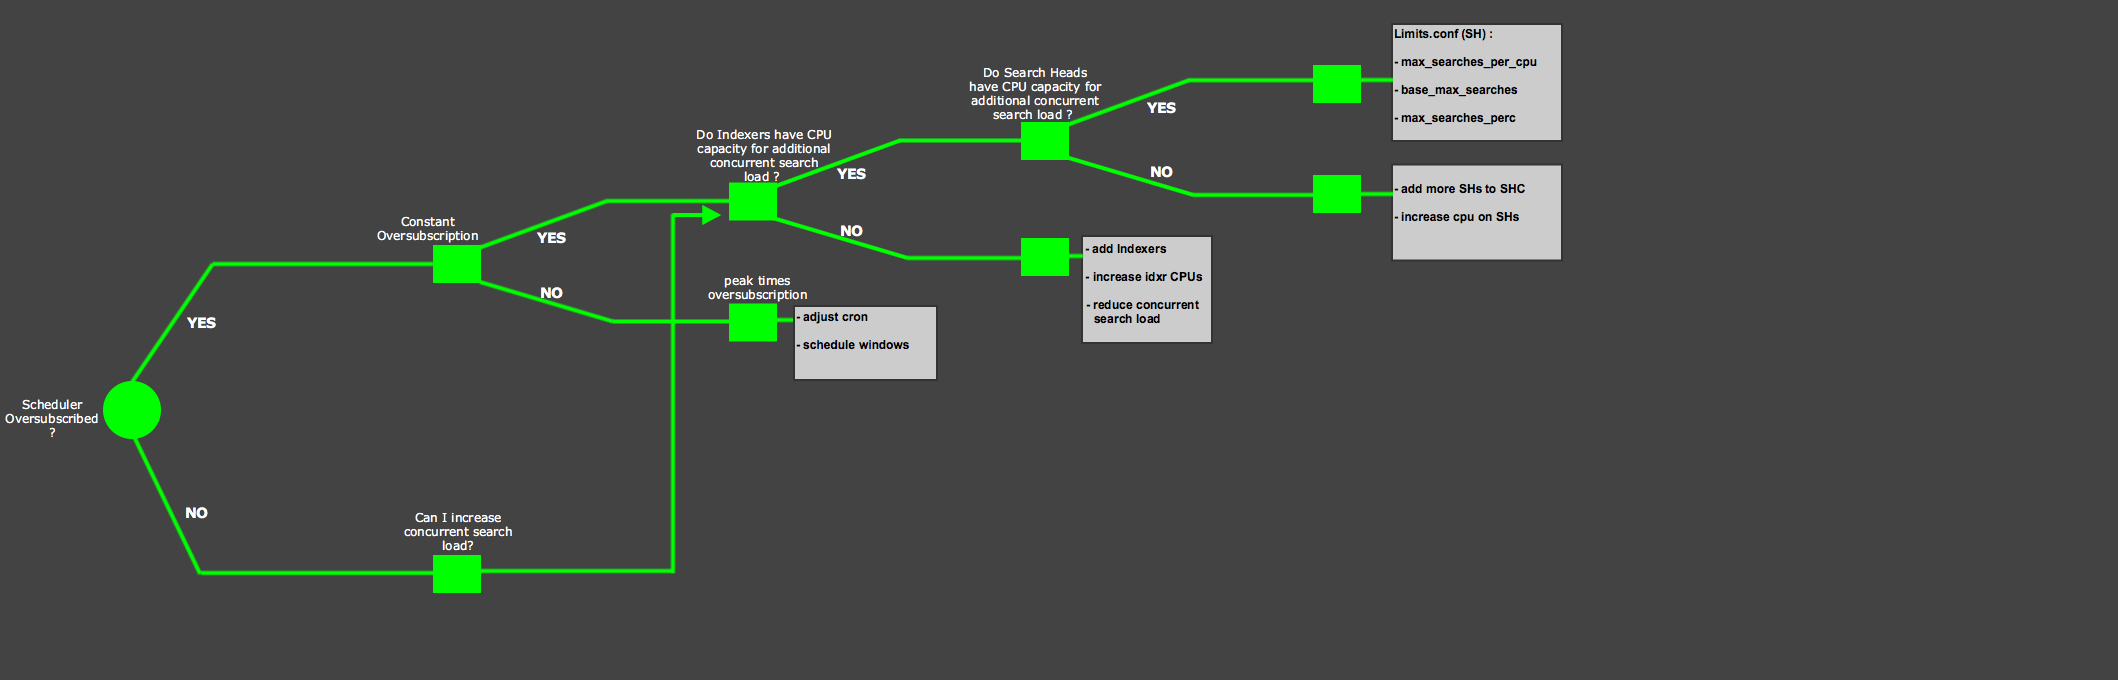 Scheduler
Oversubscribed
?
YES
NO
Constant
Oversubscription
YES
NO
Can I increase
concurrent search
load?
peak times
oversubscription
- adjust cron
- schedule windows
Do Indexers have CPU
capacity for additional
concurrent search
load ?
YES
NO
- add Indexers
- increase idxr CPUs
- reduce concurrent
search load
Do Search Heads
have CPU capacity for
additional concurrent
search load ?
YES
NO
Limits.conf (SH) :
- max_searches_per_cpu
- base_max_searches
- max_searches_perc
- add more SHs to SHC
- increase cpu on SHs